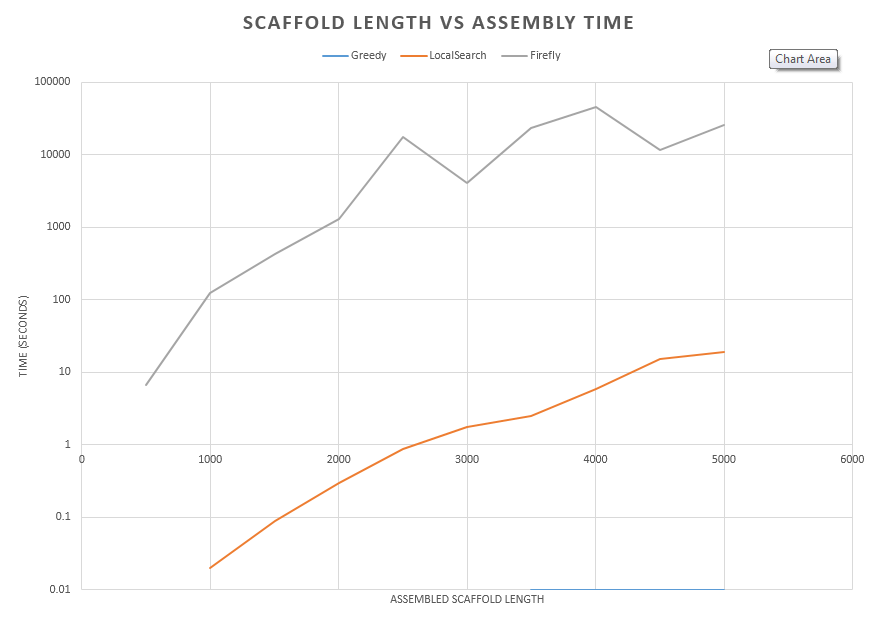 SCAFFOLD LENGTH VS ASSEMBLY TIME
Greedy LocalSearch Firefly
Chart Area
100000
10000
1000
100
10
1
0 1000 2000 3000 4000 5000 6000
0.1
0.01
TIME (SECONDS)
ASSEMBLED SCAFFOLD LENGTH